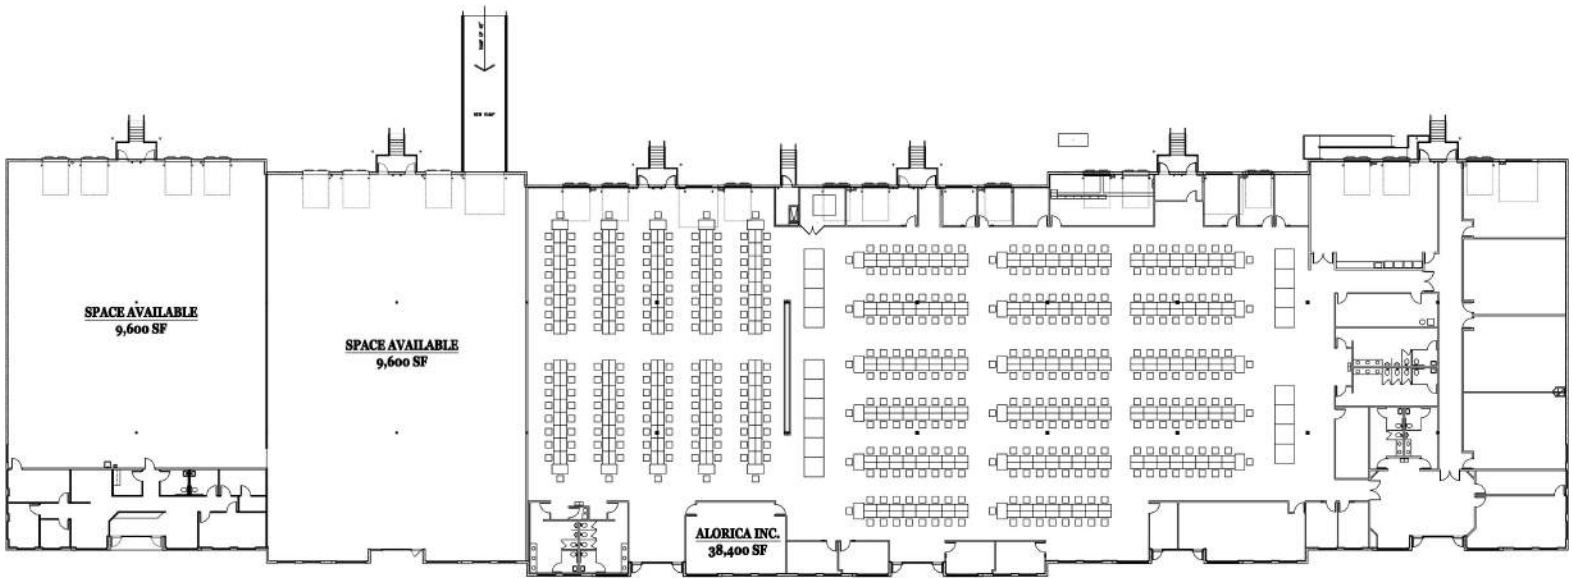 SPACE AVAILABLE
9,600 SF
SPACE AVAILABLE
9,600 SF
ALORICA INC.
38,400 SF